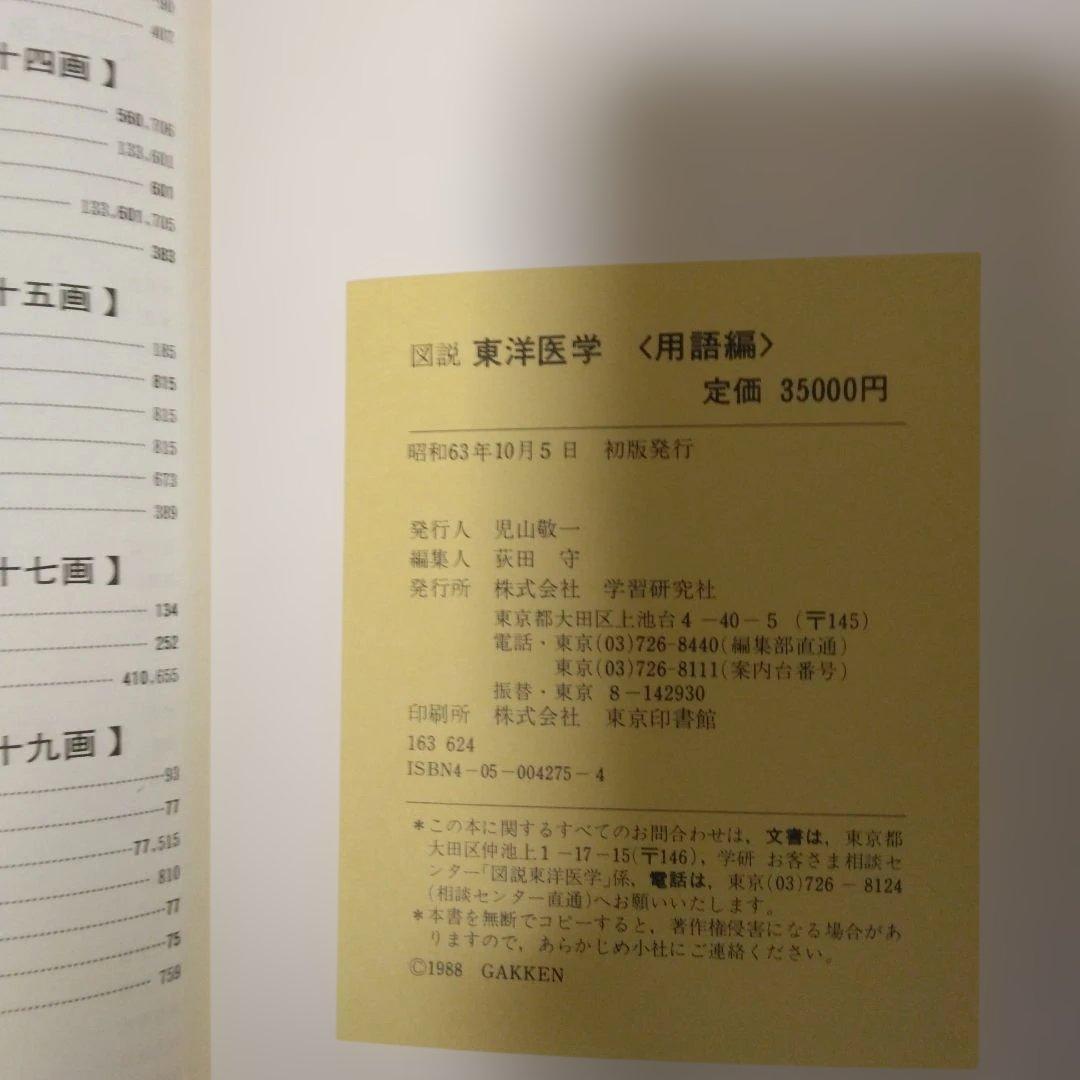 90
407
十四画】
560.706
133.601
601
133.601.705
383
十五画】
185
815
815
815
673
389
十七画】
134
252
410.655
十九画】
93
77
77.515
810
77
75
759
図説 東洋医学 〈用語編〉
定価 35000円
昭和63年10月5日 初版発行
発行人 児山敬一
編集人 荻田 守
発行所 株式会社 学習研究社
東京都大田区上池台4-40-5（〒145）
電話・東京(03)726-8440(編集部直通)
東京(03)726-8111(案内台番号)
振替・東京 8-142930
印刷所 株式会社 東京印書館
163 624
ISBN4-05-004275-4
＊この本に関するすべてのお問合わせは，文書は，東京都
大田区仲池上1-17-15(〒146)，学研 お客さま相談セ
ンター「図説東洋医学」係，電話は，東京(03)726-8124
(相談センター直通)へお願いいたします。
＊本書を無断でコピーすると，著作権侵害になる場合があ
りますので，あらかじめ小社にご連絡ください。
©1988 GAKKEN